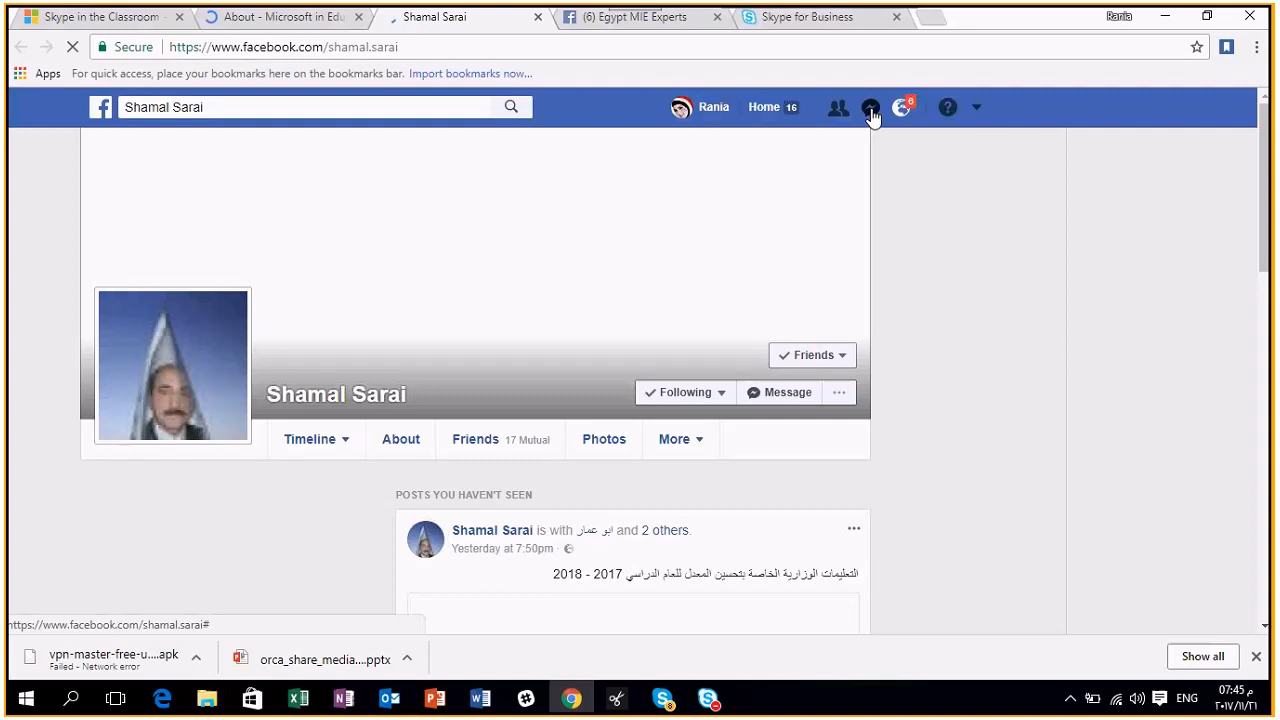 Skype in the Classroom -
About - Microsoft in Edu
Shamal Sarai
(6) Egypt MIE Experts
Skype for Business
Rania
Secure
https://www.facebook.com/shamal.sarai
Apps
For quick access, place your bookmarks here on the bookmarks bar. Import bookmarks now...
Shamal Sarai
Rania
Home 16
6
Friends
Shamal Sarai
Following
Message
Timeline
About
Friends 17 Mutual
Photos
More
POSTS YOU HAVEN'T SEEN
Shamal Sarai is with ابو عمار and 2 others.
Yesterday at 7:50pm ·
التعليمات الوزارية الخاصة بتحسين المعدل للعام الدراسي 2017 - 2018
https://www.facebook.com/shamal.sarai#
vpn-master-free-u....apk
Failed - Network error
orca_share_media....pptx
Show all
ENG
07:45 م
٢٠١٧/١١/٢١